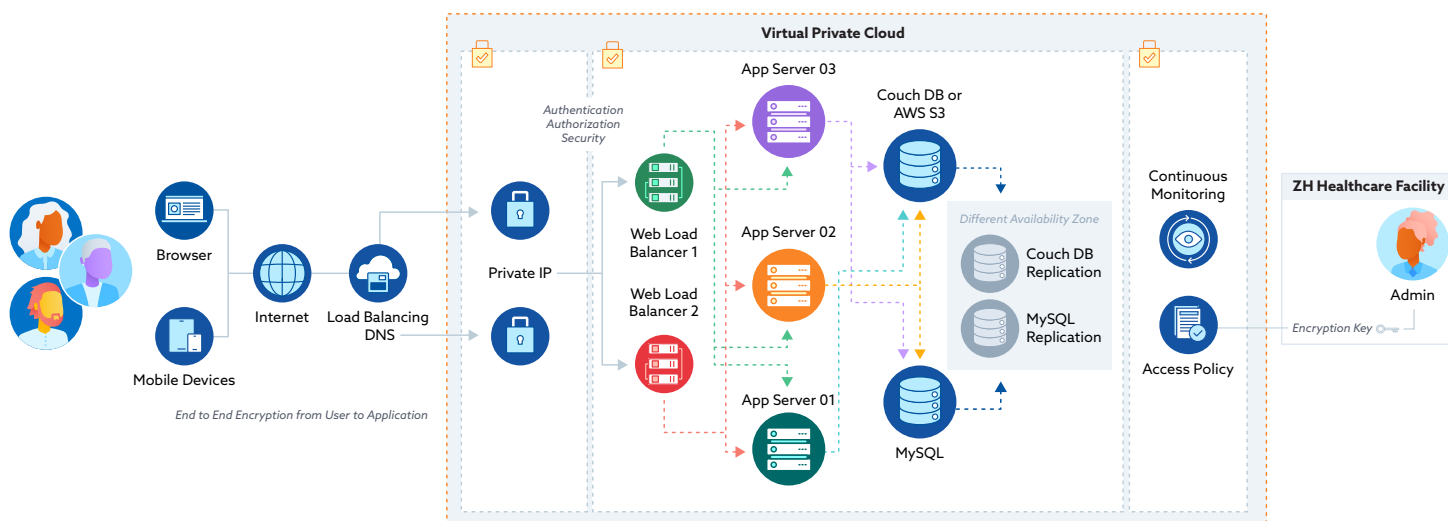 Virtual Private Cloud
Authentication
Authorization
Security
App Server 03
Couch DB or
AWS S3
Continuous
Monitoring
ZH Healthcare Facility
Browser
Internet
Load Balancing
DNS
Private IP
Web Load
Balancer 1
App Server 02
Different Availability Zone
Couch DB
Replication
Admin
Mobile Devices
Web Load
Balancer 2
MySQL
Replication
Encryption Key
Access Policy
End to End Encryption from User to Application
App Server 01
MySQL